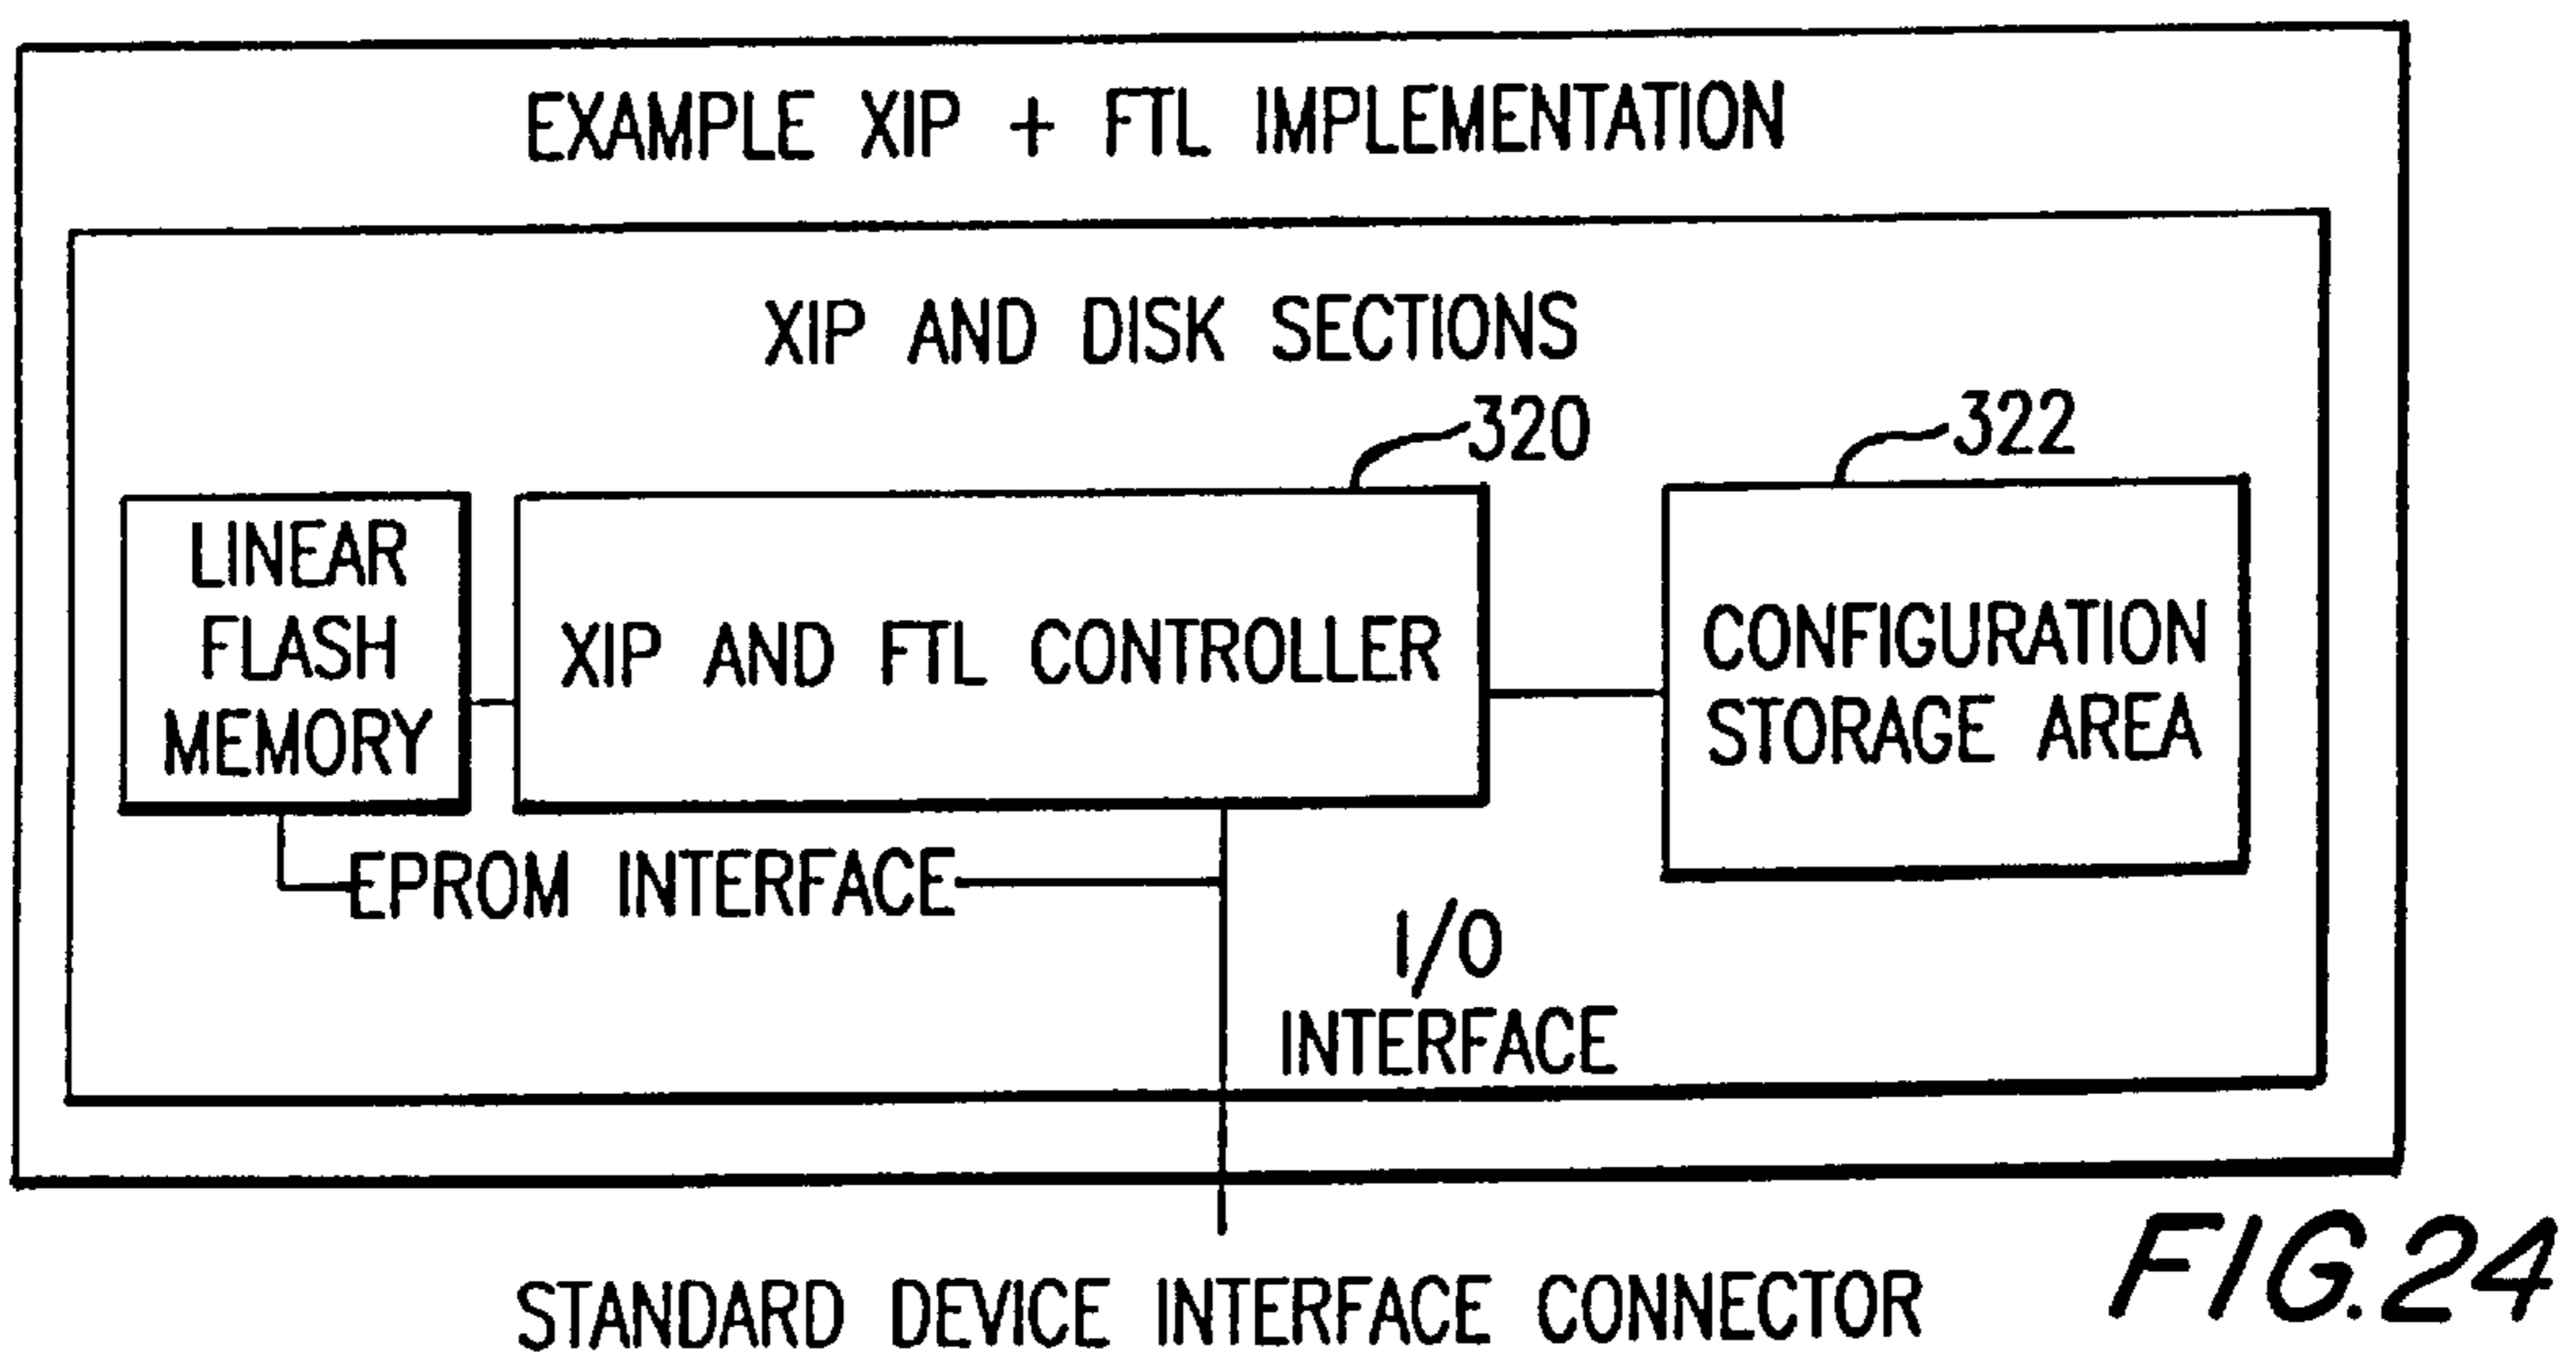 EXAMPLE XIP + FTL IMPLEMENTATION
XIP AND DISK SECTIONS
320
322
LINEAR
FLASH
MEMORY
XIP AND FTL CONTROLLER
CONFIGURATION
STORAGE AREA
EPROM INTERFACE
I/O
INTERFACE
STANDARD DEVICE INTERFACE CONNECTOR
FIG.24